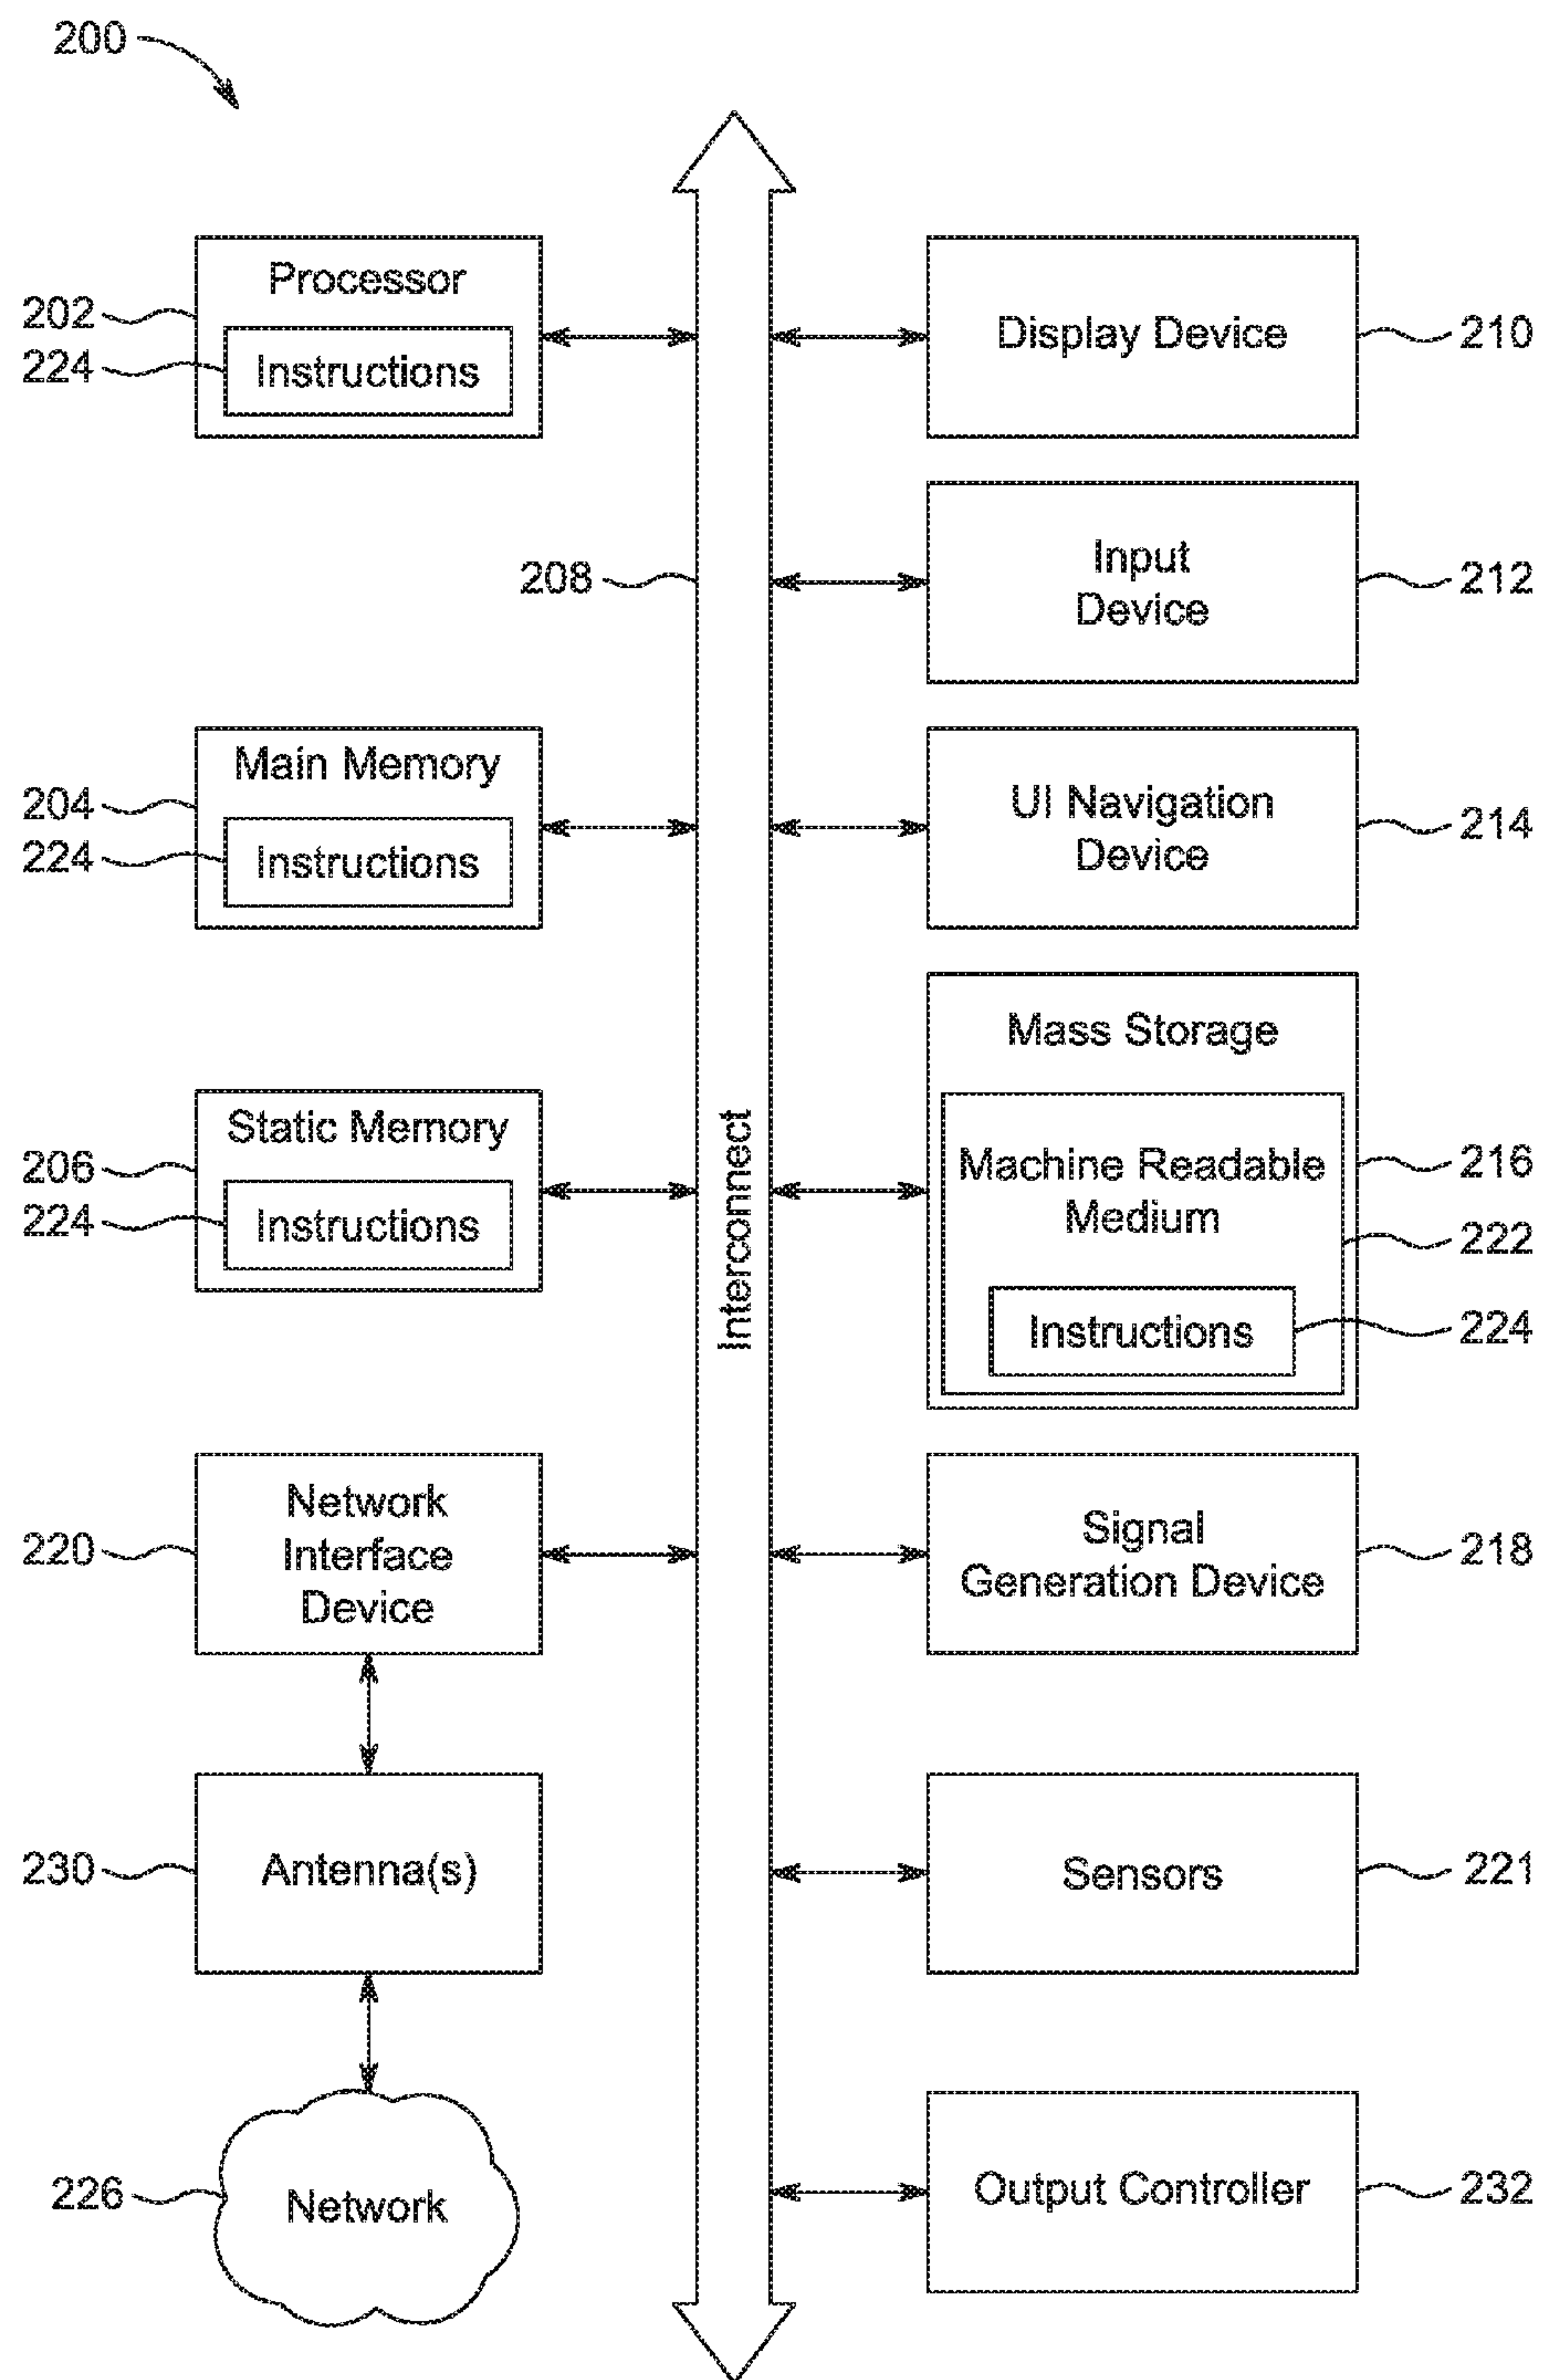 200
Processor
202
224
Instructions
Display Device
210
208
Input
Device
212
Main Memory
204
224
Instructions
UI Navigation
Device
214
Static Memory
206
224
Instructions
Interconnect
Mass Storage
Machine Readable
Medium
216
222
Instructions
224
Network
Interface
Device
220
Signal
Generation Device
218
230
Antenna(s)
Sensors
221
226
Network
Output Controller
232